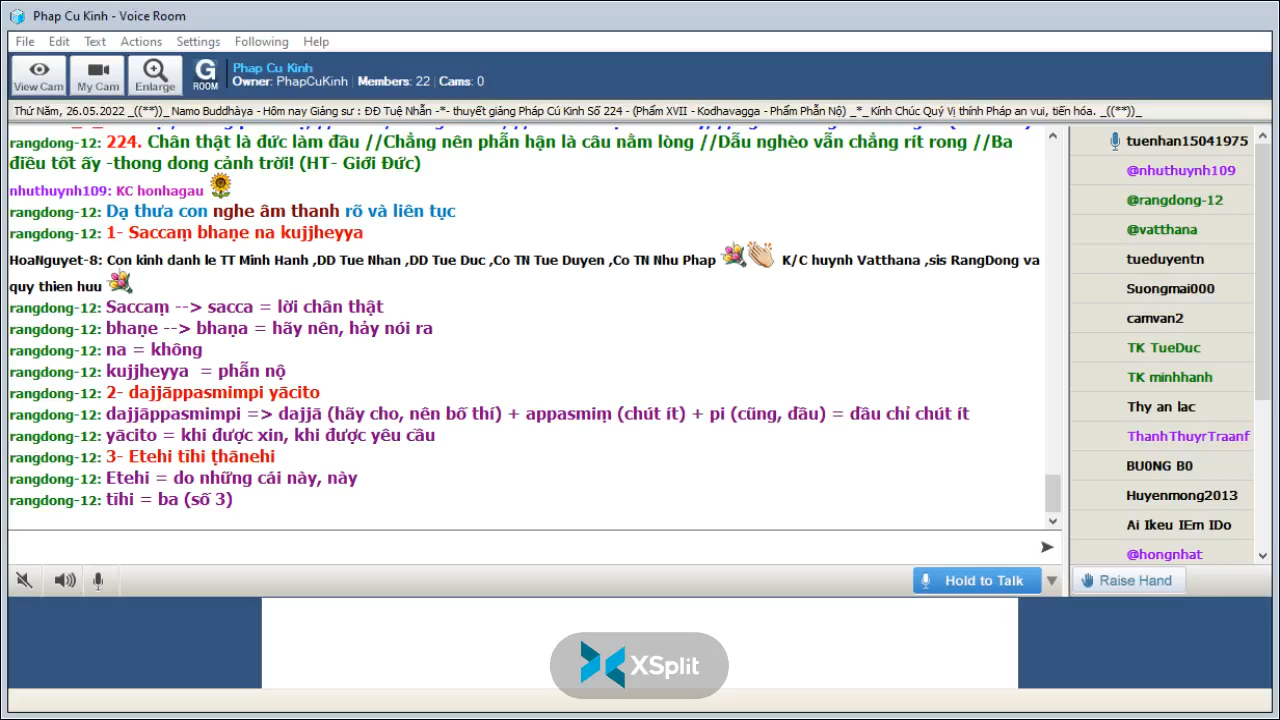 Phap Cu Kinh - Voice Room
File Edit Text Actions Settings Following Help
View Cam My Cam Enlarge G ROOM
Phap Cu Kinh
Owner: PhapCuKinh Members: 22 Cams: 0
Thứ Năm, 26.05.2022 _((**))_ Namo Buddhàya - Hôm nay Giảng sư : ĐĐ Tuệ Nhẫn -*- thuyết giảng Pháp Cú Kinh Số 224 - (Phẩm XVII - Kodhavagga - Phẩm Phẫn Nộ) _*_ Kính Chúc Quý Vị thính Pháp an vui, tiến hóa. _((**))_
rangdong-12: 224. Chân thật là đức làm đầu //Chẳng nên phẫn hận là câu nằm lòng //Dẫu nghèo vẫn chẳng rít rong //Ba
điều tốt ấy -thong dong cảnh trời! (HT- Giới Đức)
nhuthuynh109: KC honhagau
rangdong-12: Dạ thưa con nghe âm thanh rõ và liên tục
rangdong-12: 1- Saccaṃ bhaṇe na kujjheyya
HoaNguyet-8: Con kinh danh le TT Minh Hanh ,DD Tue Nhan ,DD Tue Duc ,Co TN Tue Duyen ,Co TN Nhu Phap K/C huynh Vatthana ,sis RangDong va
quy thien huu
rangdong-12: Saccaṃ --> sacca = lời chân thật
rangdong-12: bhaṇe --> bhaṇa = hãy nên, hảy nói ra
rangdong-12: na = không
rangdong-12: kujjheyya = phẫn nộ
rangdong-12: 2- dajjāppasmimpi yācito
rangdong-12: dajjāppasmimpi => dajjā (hãy cho, nên bố thí) + appasmiṃ (chút ít) + pi (cũng, dầu) = dầu chỉ chút ít
rangdong-12: yācito = khi được xin, khi được yêu cầu
rangdong-12: 3- Etehi tīhi ṭhānehi
rangdong-12: Etehi = do những cái này, này
rangdong-12: tīhi = ba (số 3)
tuenhan15041975
@nhuthuynh109
@rangdong-12
@vatthana
tueduyentn
Suongmai000
camvan2
TK TueDuc
TK minhhanh
Thy an lac
ThanhThuyrTraanf
BU0NG B0
Huyenmong2013
Ai Ikeu IEm IDo
@hongnhat
Hold to Talk
Raise Hand
XSplit